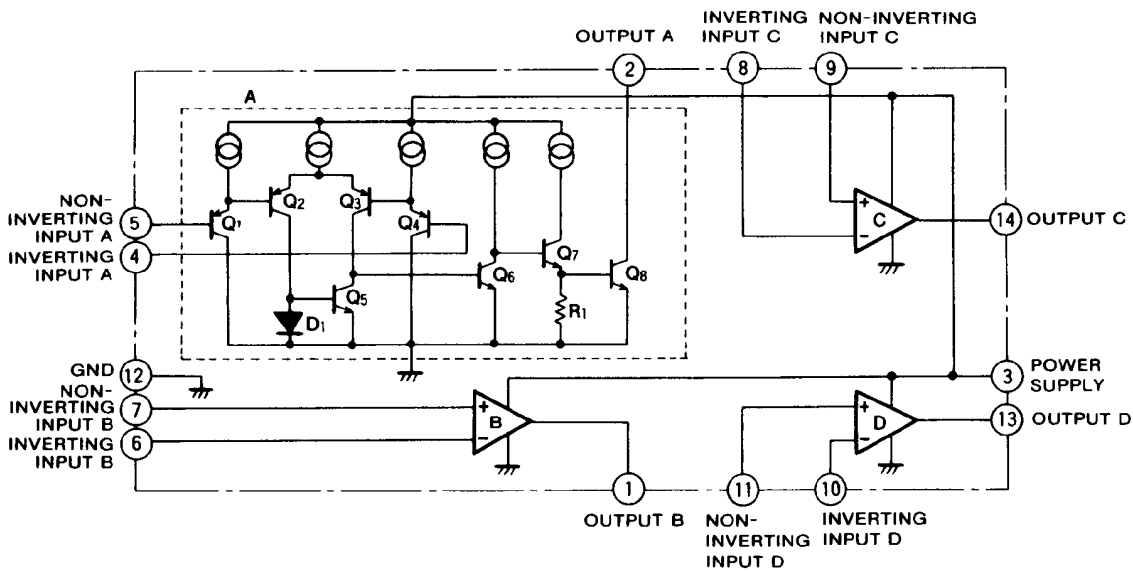 OUTPUT A
INVERTING
INPUT C
NON-INVERTING
INPUT C
2
8
9
A
Q1
Q2
Q3
Q4
Q5
Q6
Q7
Q8
D1
R1
NON-
INVERTING
INPUT A
5
INVERTING
INPUT A
4
+
-
C
14
OUTPUT C
GND
12
NON-
INVERTING
INPUT B
7
INVERTING
INPUT B
6
+
-
B
+
-
D
3
POWER
SUPPLY
13
OUTPUT D
1
OUTPUT B
11
NON-
INVERTING
INPUT D
10
INVERTING
INPUT D